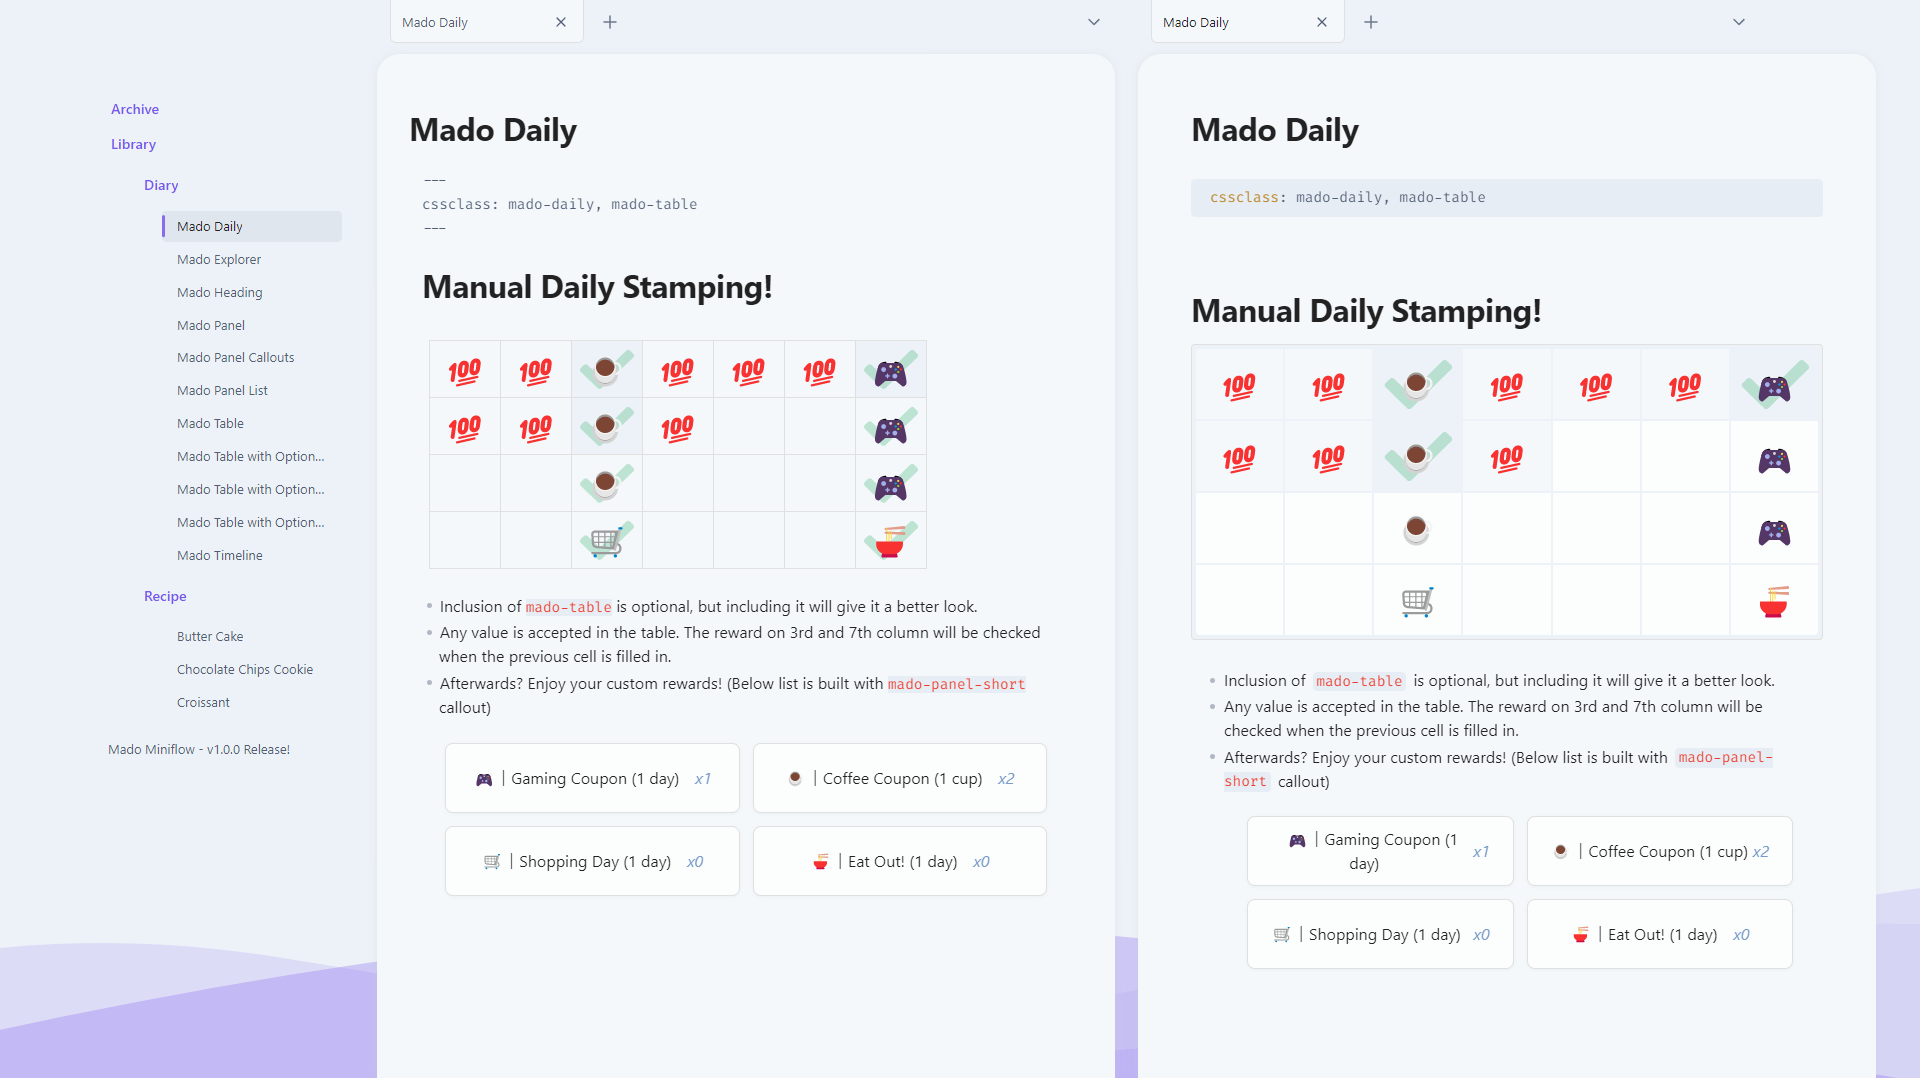 Mado Daily
Mado Daily
Archive
Library
Diary
Mado Daily
Mado Explorer
Mado Heading
Mado Panel
Mado Panel Callouts
Mado Panel List
Mado Table
Mado Table with Option...
Mado Table with Option...
Mado Table with Option...
Mado Timeline
Recipe
Butter Cake
Chocolate Chips Cookie
Croissant
Mado Miniflow - v1.0.0 Release!
Mado Daily
---
cssclass: mado-daily, mado-table
---
Manual Daily Stamping!
100 100 100 100 100
100 100 100
Inclusion of mado-table is optional, but including it will give it a better look.
Any value is accepted in the table. The reward on 3rd and 7th column will be checked
when the previous cell is filled in.
Afterwards? Enjoy your custom rewards! (Below list is built with mado-panel-short
callout)
| Gaming Coupon (1 day) x1
| Coffee Coupon (1 cup) x2
| Shopping Day (1 day) x0
| Eat Out! (1 day) x0
Mado Daily
cssclass: mado-daily, mado-table
Manual Daily Stamping!
100 100 100 100 100
100 100 100
Inclusion of mado-table is optional, but including it will give it a better look.
Any value is accepted in the table. The reward on 3rd and 7th column will be
checked when the previous cell is filled in.
Afterwards? Enjoy your custom rewards! (Below list is built with mado-panel-
short callout)
| Gaming Coupon (1
day) x1
| Coffee Coupon (1 cup) x2
| Shopping Day (1 day) x0
| Eat Out! (1 day) x0